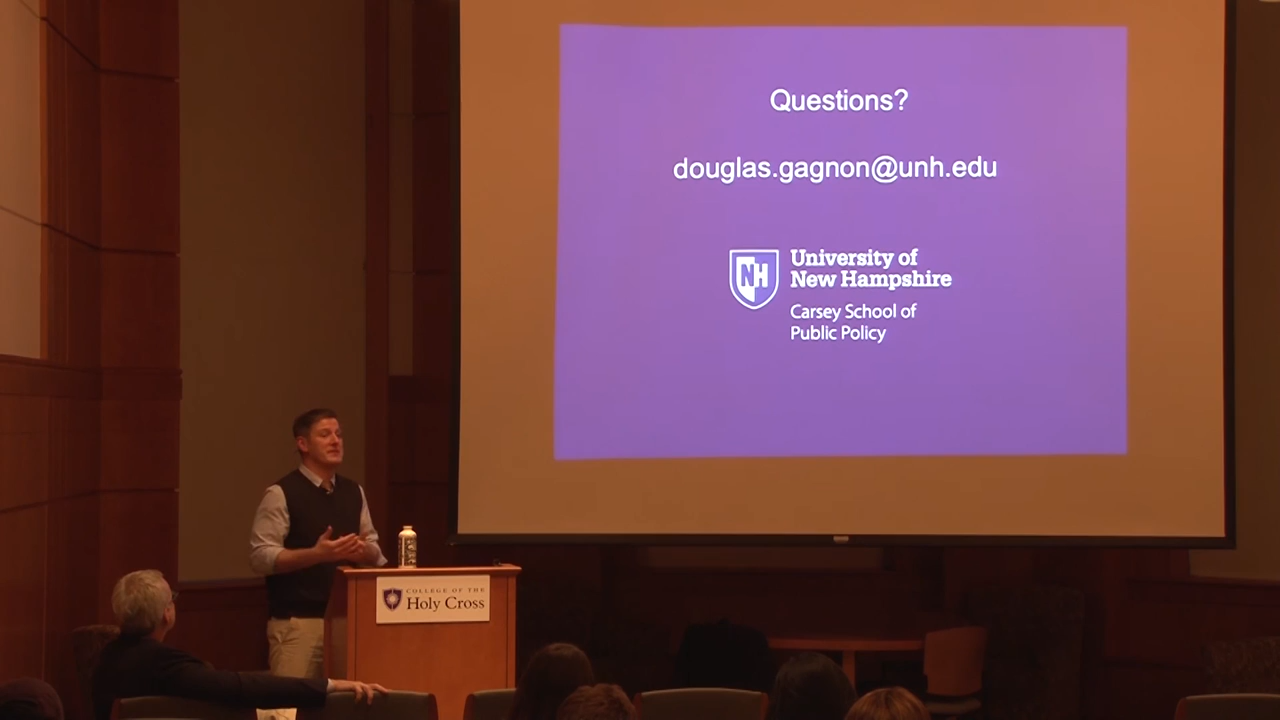 Questions?
douglas.gagnon@unh.edu
NH
University of
New Hampshire
Carsey School of
Public Policy
COLLEGE OF THE
Holy Cross